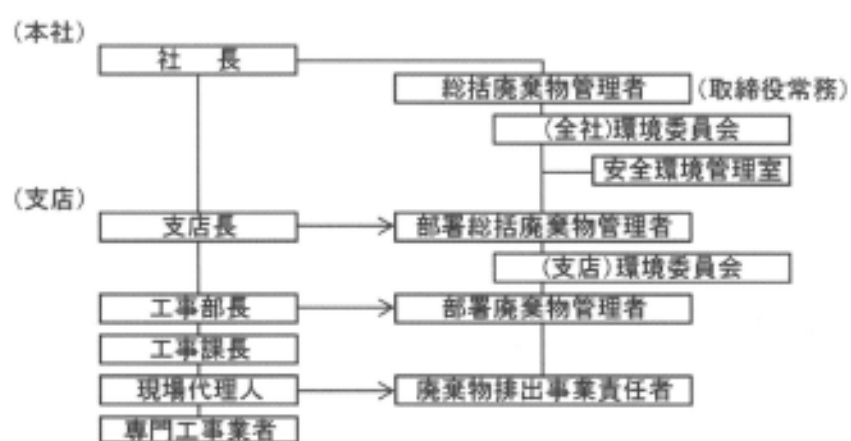 (本社)
社 長
総括廃棄物管理者 (取締役常務)
(全社)環境委員会
安全環境管理室
(支店)
支店長 部署総括廃棄物管理者
(支店)環境委員会
工事部長 部署廃棄物管理者
工事課長
現場代理人 廃棄物排出事業責任者
専門工事業者